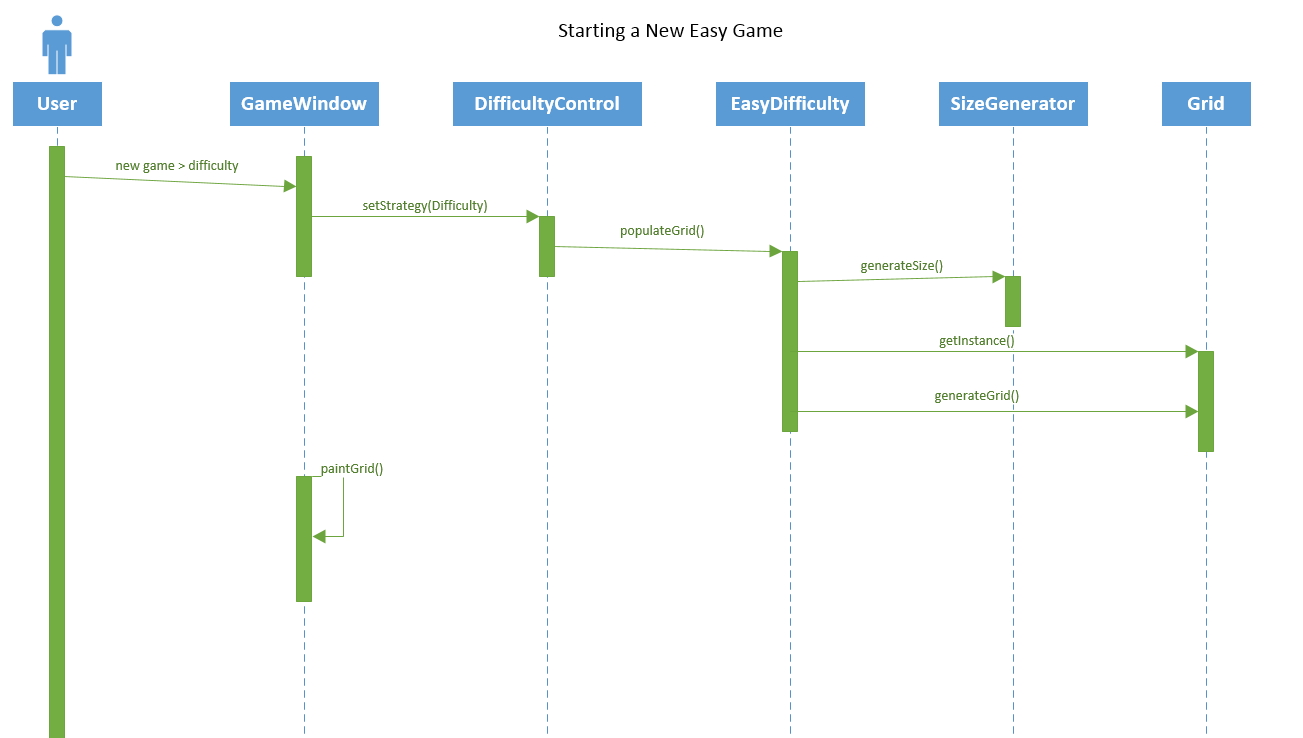 Starting a New Easy Game
User
GameWindow
DifficultyControl
EasyDifficulty
SizeGenerator
Grid
new game > difficulty
setStrategy(Difficulty)
populateGrid()
generateSize()
getInstance()
generateGrid()
paintGrid()